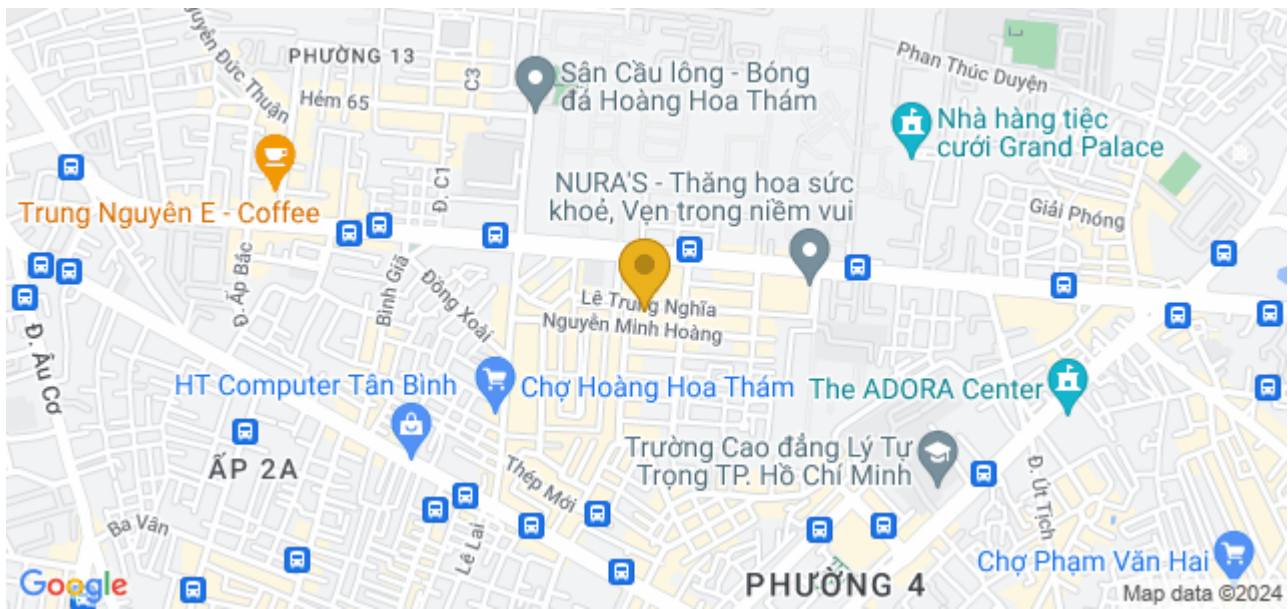 Nguyễn Đức Thuận
PHƯỜNG 13
Hẻm 65
C3
Sân Cầu lông - Bóng
đá Hoàng Hoa Thám
Phan Thúc Duyện
Nhà hàng tiệc
cưới Grand Palace
Trung Nguyên E - Coffee
Đ. C1
NURA'S - Thăng hoa sức
khoẻ, Vẹn trong niềm vui
Giải Phóng
Đ. Ấp Bắc
Bình Giã
Đồng Xoài
Lê Trung Nghĩa
Nguyễn Minh Hoàng
Đ. Âu Cơ
HT Computer Tân Bình
Chợ Hoàng Hoa Thám
The ADORA Center
ẤP 2A
Thép Mới
Trường Cao đẳng Lý Tự
Trọng TP. Hồ Chí Minh
Đ. Út Tịch
Ba Vân
Lê Lai
Chợ Phạm Văn Hai
Google
PHƯỜNG 4
Map data ©2024